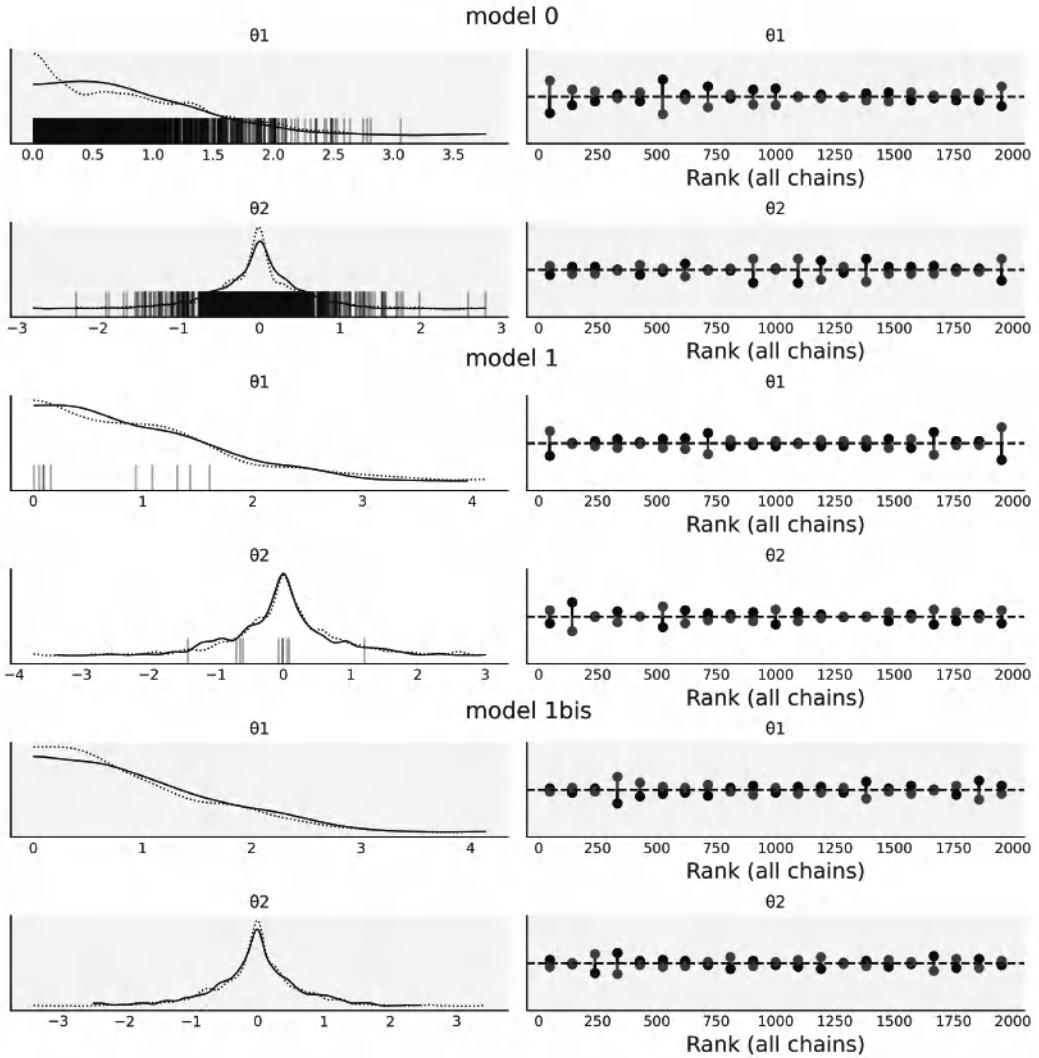 model 0
θ1
θ1
0.0 0.5 1.0 1.5 2.0 2.5 3.0 3.5
0 250 500 750 1000 1250 1500 1750 2000
Rank (all chains)
θ2
θ2
−3 −2 −1 0 1 2 3
0 250 500 750 1000 1250 1500 1750 2000
Rank (all chains)
model 1
θ1
θ1
0 1 2 3 4
0 250 500 750 1000 1250 1500 1750 2000
Rank (all chains)
θ2
θ2
−4 −3 −2 −1 0 1 2 3
0 250 500 750 1000 1250 1500 1750 2000
Rank (all chains)
model 1bis
θ1
θ1
0 1 2 3 4
0 250 500 750 1000 1250 1500 1750 2000
Rank (all chains)
θ2
θ2
−3 −2 −1 0 1 2 3
0 250 500 750 1000 1250 1500 1750 2000
Rank (all chains)